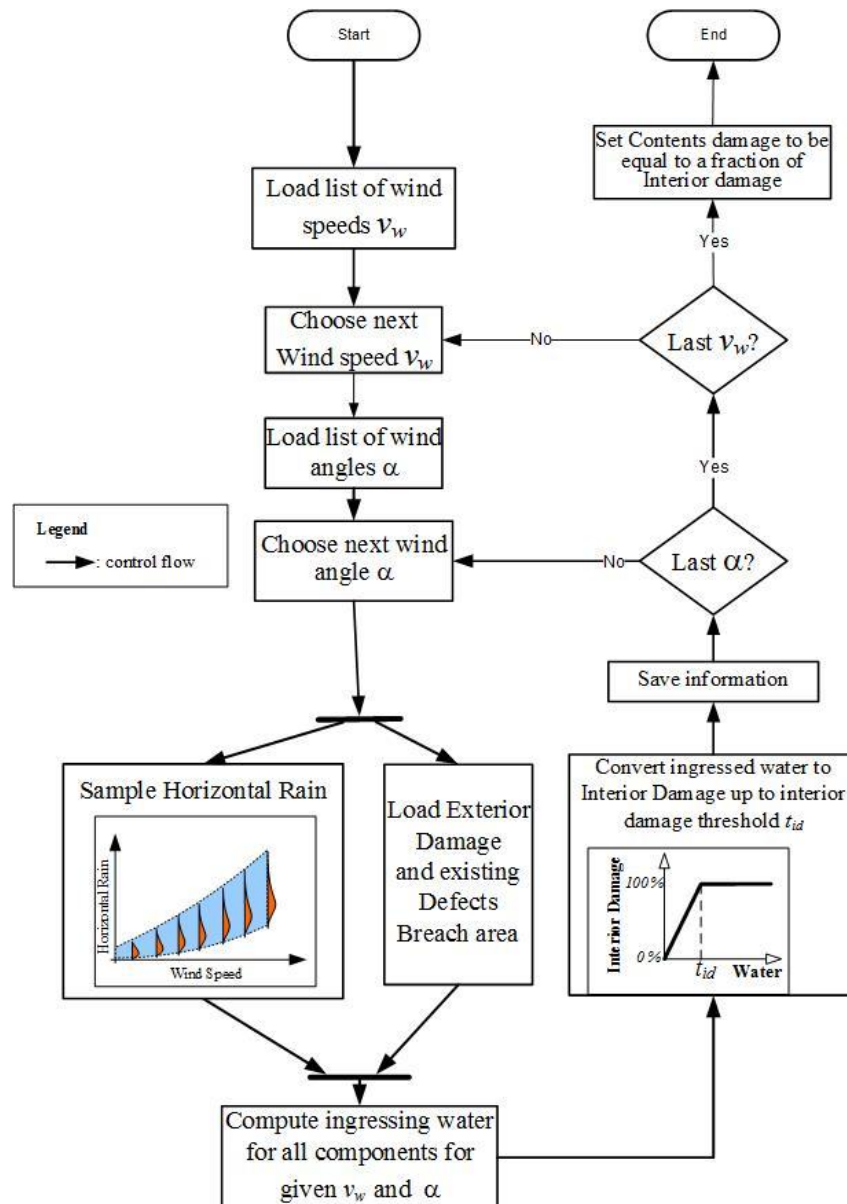 Start
Load list of wind
speeds v_w
Choose next
Wind speed v_w
Load list of wind
angles α
Choose next wind
angle α
Legend
: control flow
Sample Horizontal Rain
Horizontal Rain
Wind Speed
Load Exterior
Damage
and existing
Defects
Breach area
Compute ingressing water
for all components for
given v_w and α
Convert ingressed water to
Interior Damage up to interior
damage threshold t_id
Interior Damage
100%
0%
t_id
Water
Save information
Last α?
No
Yes
Last v_w?
No
Yes
Set Contents damage to be
equal to a fraction of
Interior damage
End